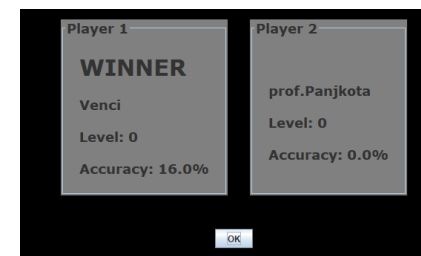 Player 1
WINNER
Venci
Level: 0
Accuracy: 16.0%
Player 2
prof.Panjkota
Level: 0
Accuracy: 0.0%
OK